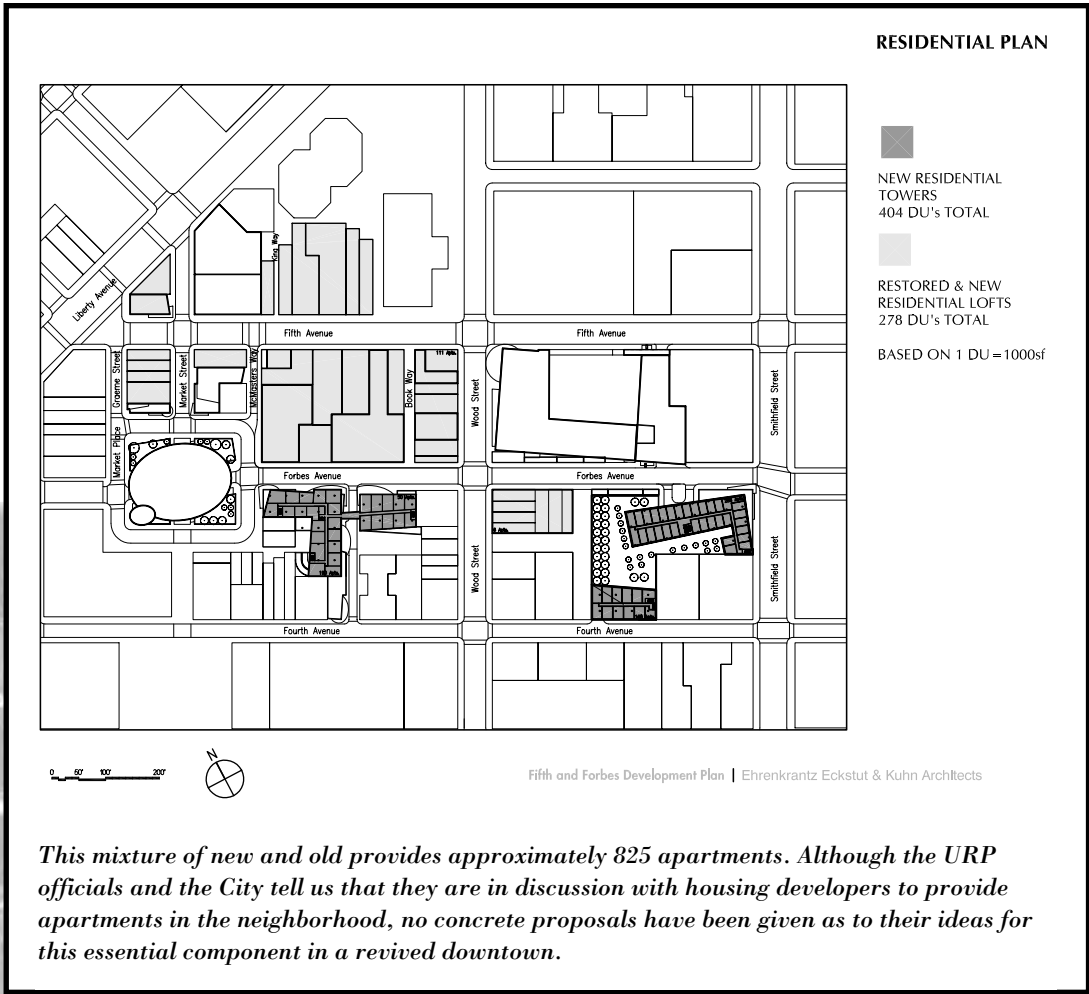 RESIDENTIAL PLAN
NEW RESIDENTIAL
TOWERS
404 DU's TOTAL
RESTORED & NEW
RESIDENTIAL LOFTS
278 DU's TOTAL
BASED ON 1 DU=1000sf
Liberty Avenue
King Way
Fifth Avenue
Fifth Avenue
Graeme Street
Market Street
McMasters Way
111 Apts.
Book Way
Wood Street
Smithfield Street
Market Place
Forbes Avenue
Forbes Avenue
Wood Street
Smithfield Street
Fourth Avenue
Fourth Avenue
0 50' 100' 200'
N
Fifth and Forbes Development Plan | Ehrenkrantz Eckstut & Kuhn Architects
This mixture of new and old provides approximately 825 apartments. Although the URP
officials and the City tell us that they are in discussion with housing developers to provide
apartments in the neighborhood, no concrete proposals have been given as to their ideas for
this essential component in a revived downtown.